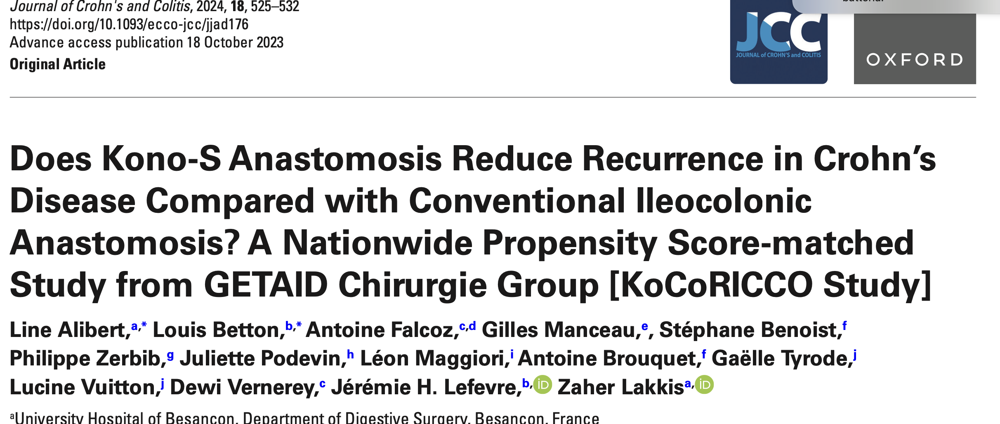 Journal of Crohn's and Colitis, 2024, 18, 525–532
https://doi.org/10.1093/ecco-jcc/jjad176
Advance access publication 18 October 2023
Original Article
JCC
JOURNAL of CROHN'S and COLITIS
OXFORD
Does Kono-S Anastomosis Reduce Recurrence in Crohn’s
Disease Compared with Conventional Ileocolonic
Anastomosis? A Nationwide Propensity Score-matched
Study from GETAID Chirurgie Group [KoCoRICCO Study]
Line Alibert,a,* Louis Betton,b,* Antoine Falcoz,c,d Gilles Manceau,e, Stéphane Benoist,f
Philippe Zerbib,g Juliette Podevin,h Léon Maggiori,i Antoine Brouquet,f Gaëlle Tyrode,j
Lucine Vuitton,j Dewi Vernerey,c Jérémie H. Lefevre,b, iD Zaher Lakkisa, iD
aUniversity Hospital of Besançon, Department of Digestive Surgery, Besançon, France